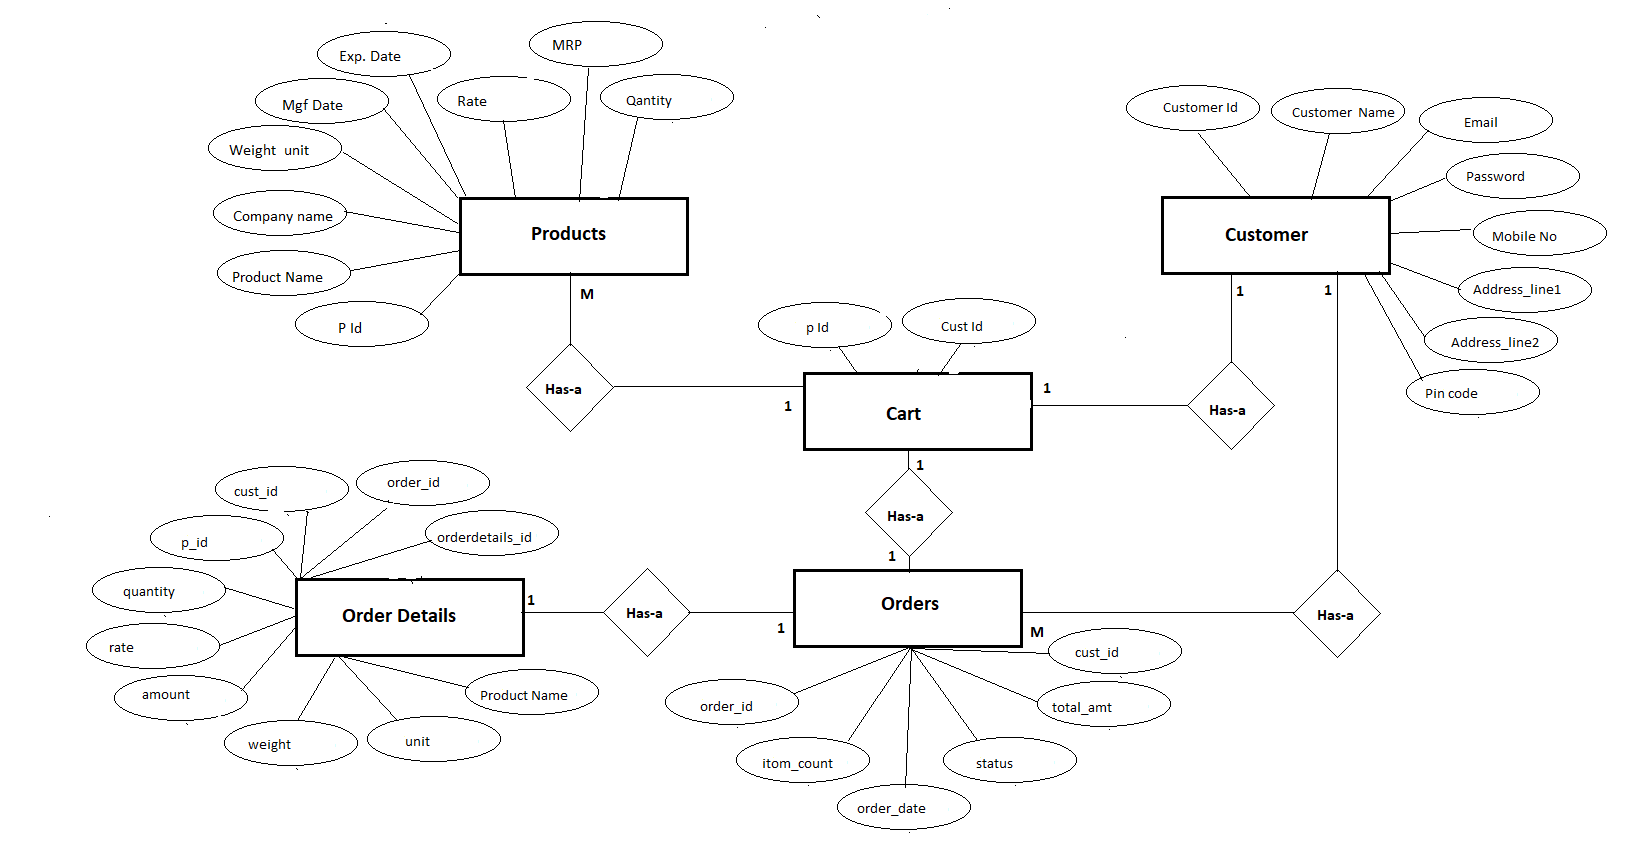 MRP
Exp. Date
Rate
Qantity
Mgf Date
Weight unit
Company name
Product Name
P Id
Products
M
Customer Id
Customer Name
Email
Password
Mobile No
Address_line1
Address_line2
Pin code
Customer
1
1
p Id
Cust Id
Has-a
1
Cart
1
Has-a
1
Has-a
1
cust_id
order_id
p_id
orderdetails_id
quantity
rate
amount
weight
unit
Product Name
Order Details
1
Has-a
1
Orders
M
Has-a
cust_id
order_id
total_amt
itom_count
status
order_date